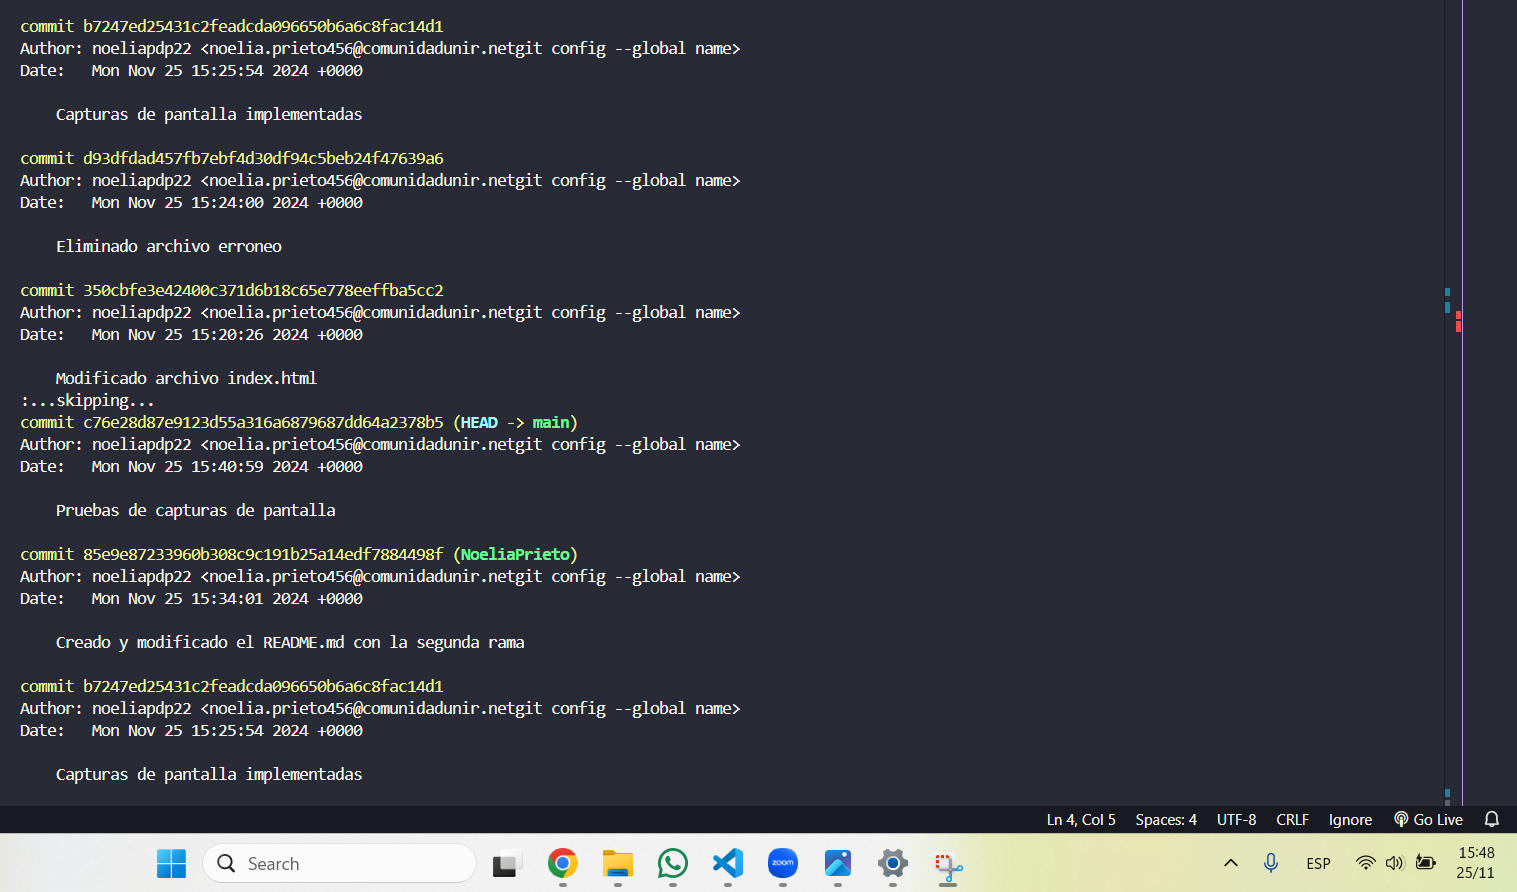 commit b7247ed25431c2feadcda096650b6a6c8fac14d1
Author: noeliapdp22 <noelia.prieto456@comunidadunir.netgit config --global name>
Date:   Mon Nov 25 15:25:54 2024 +0000
Capturas de pantalla implementadas
commit d93dfdad457fb7ebf4d30df94c5beb24f47639a6
Author: noeliapdp22 <noelia.prieto456@comunidadunir.netgit config --global name>
Date:   Mon Nov 25 15:24:00 2024 +0000
Eliminado archivo erroneo
commit 350cbfe3e42400c371d6b18c65e778eeffba5cc2
Author: noeliapdp22 <noelia.prieto456@comunidadunir.netgit config --global name>
Date:   Mon Nov 25 15:20:26 2024 +0000
Modificado archivo index.html
:...skipping...
commit c76e28d87e9123d55a316a6879687dd64a2378b5 (HEAD -> main)
Author: noeliapdp22 <noelia.prieto456@comunidadunir.netgit config --global name>
Date:   Mon Nov 25 15:40:59 2024 +0000
Pruebas de capturas de pantalla
commit 85e9e87233960b308c9c191b25a14edf7884498f (NoeliaPrieto)
Author: noeliapdp22 <noelia.prieto456@comunidadunir.netgit config --global name>
Date:   Mon Nov 25 15:34:01 2024 +0000
Creado y modificado el README.md con la segunda rama
commit b7247ed25431c2feadcda096650b6a6c8fac14d1
Author: noeliapdp22 <noelia.prieto456@comunidadunir.netgit config --global name>
Date:   Mon Nov 25 15:25:54 2024 +0000
Capturas de pantalla implementadas
Ln 4, Col 5 Spaces: 4 UTF-8 CRLF Ignore Go Live
Search zoom ESP 15:48
25/11